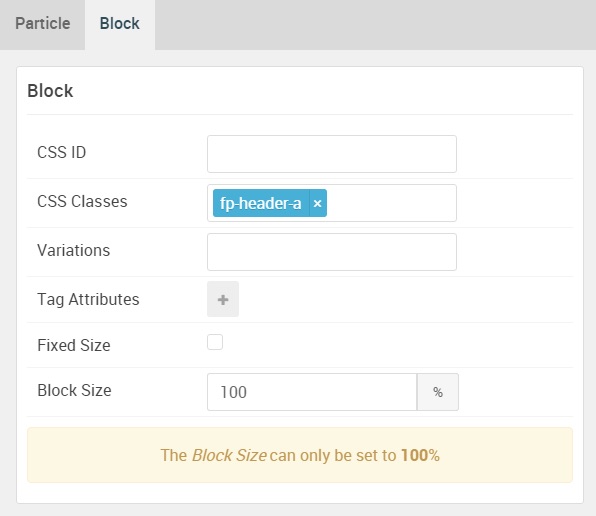 Particle Block
Block
CSS ID
CSS Classes fp-header-a ×
Variations
Tag Attributes +
Fixed Size
Block Size 100 %
The Block Size can only be set to 100%